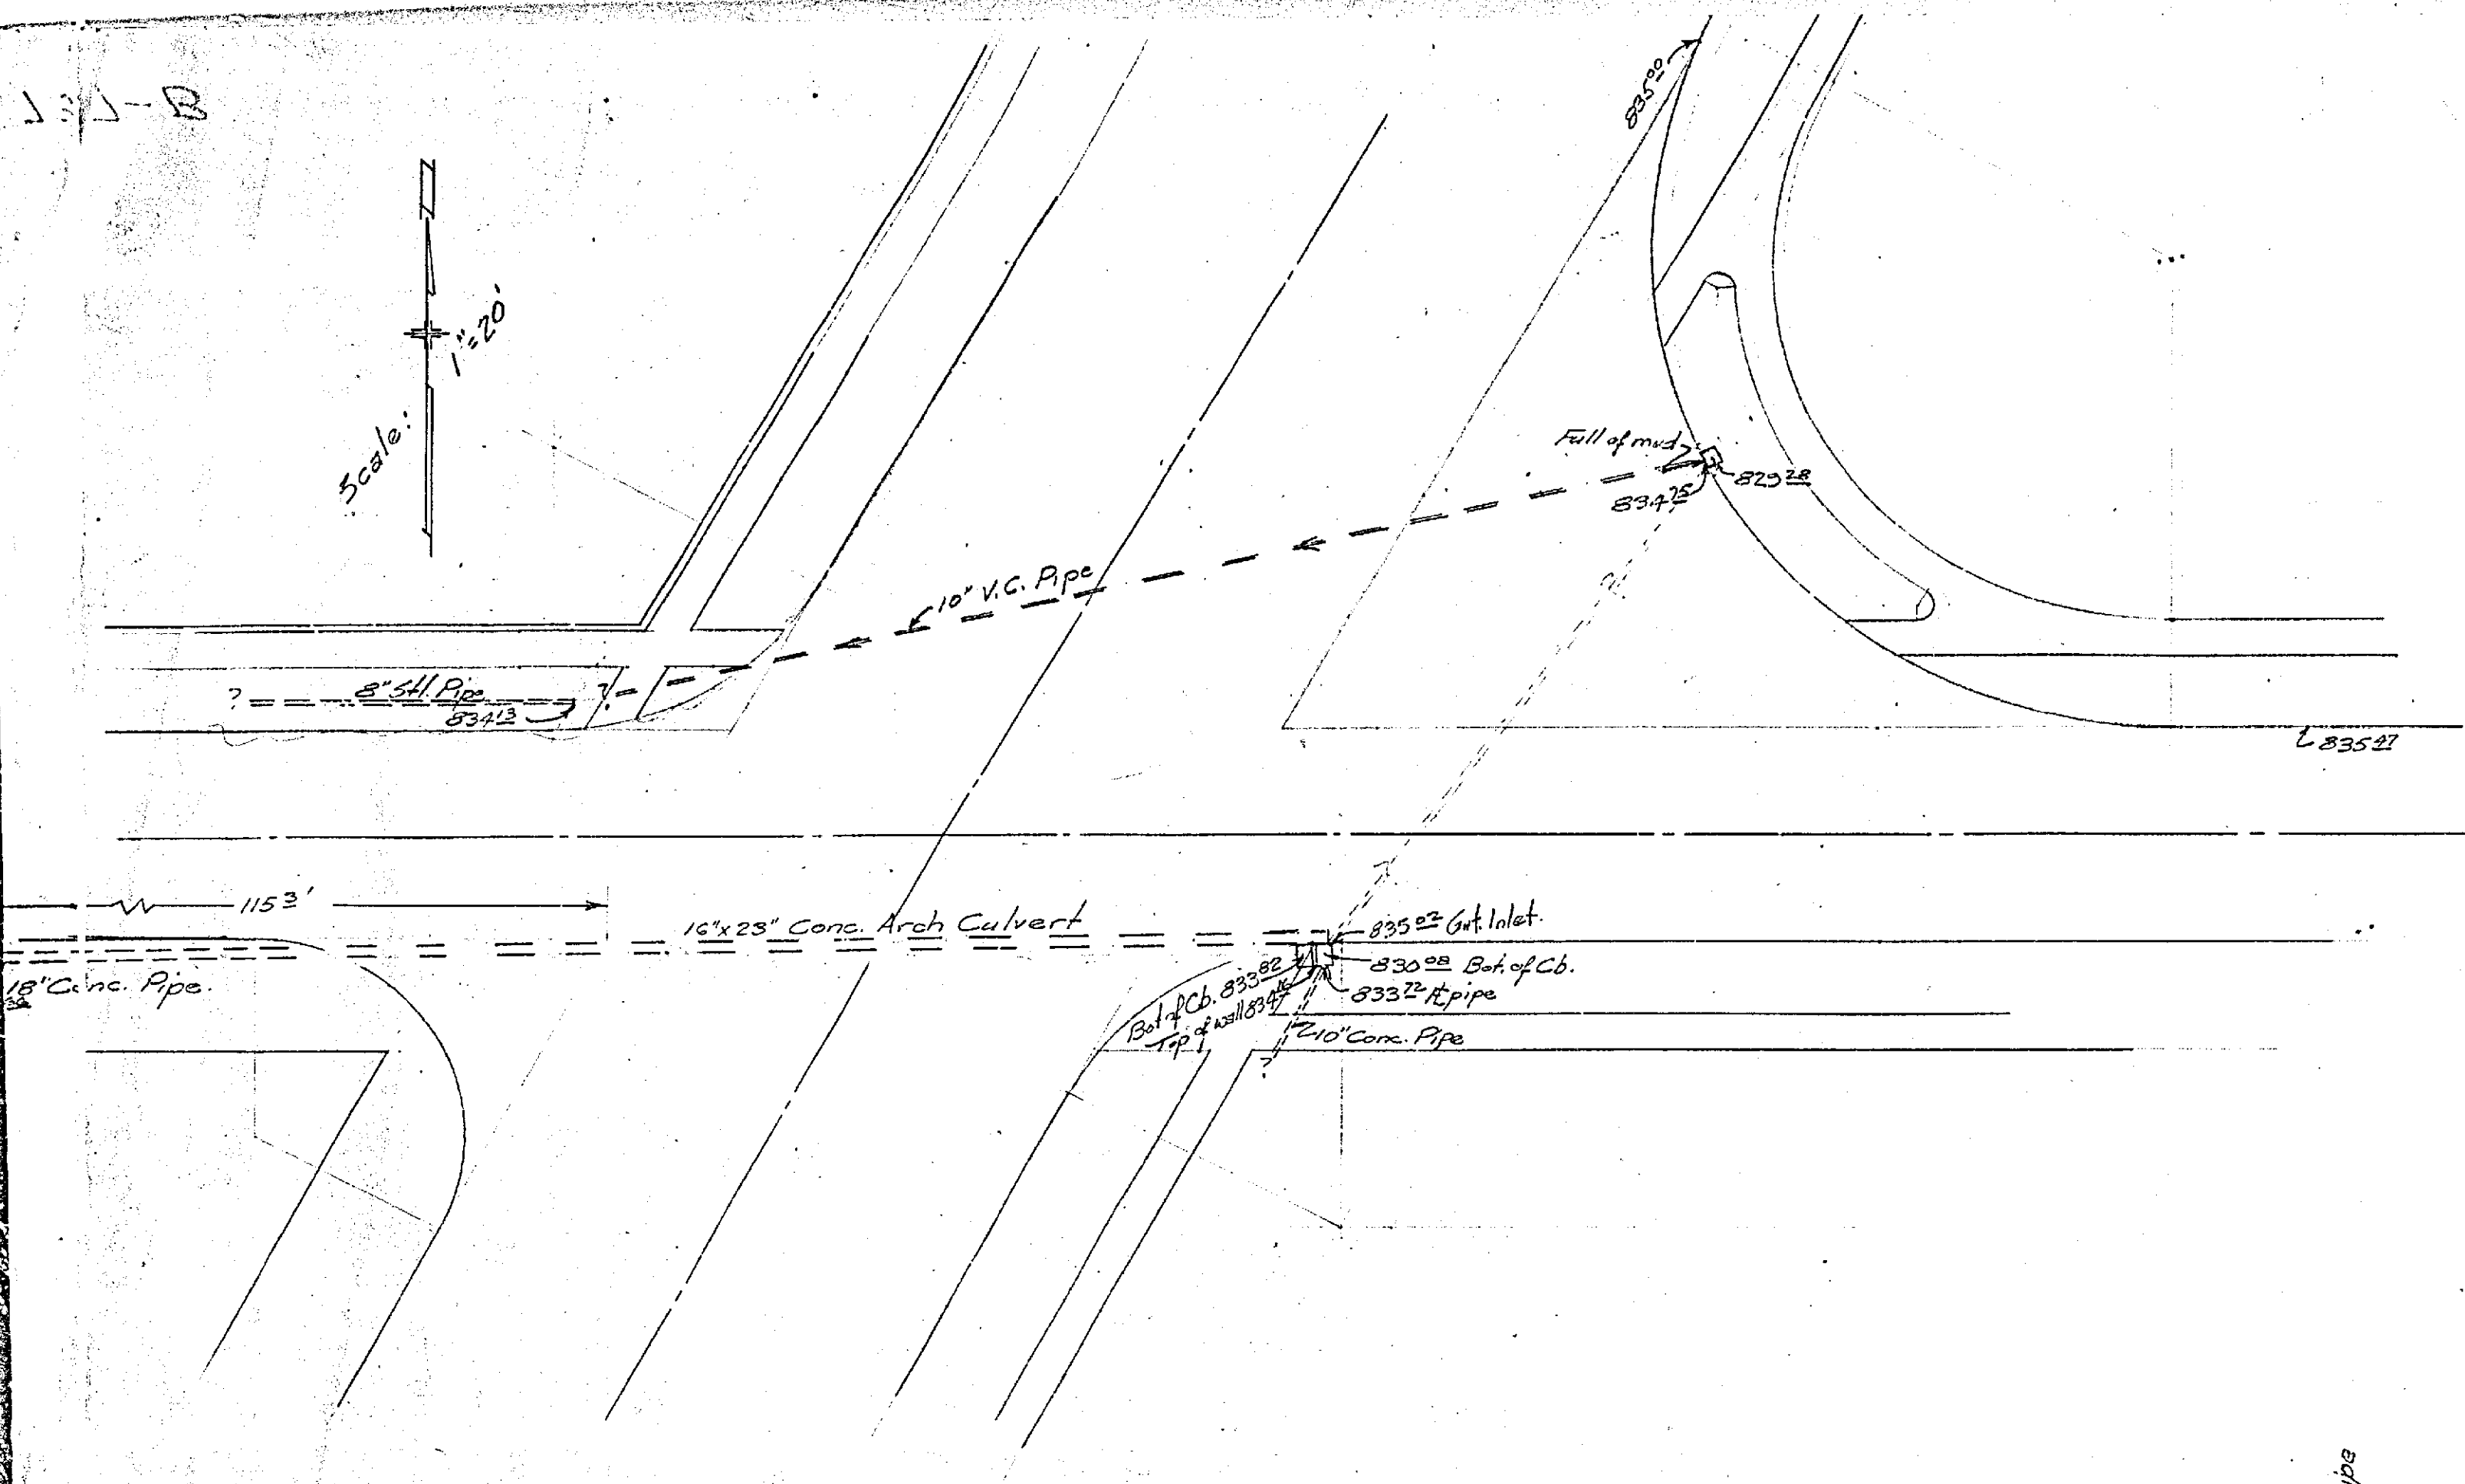 835.00
Scale: 1"=20'
Full of mud
829.28
834.75
10" V.C. Pipe
?
8" Stl. Pipe
?
834.13
835.47
115.3'
16"x23" Conc. Arch Culvert
835.02 Gut. Inlet.
830.08 Bot. of Cb.
833.72 ℄ pipe
Bot. of Cb. 833.82
Top of wall 834
18" Conc. Pipe.
10" Conc. Pipe
?
?